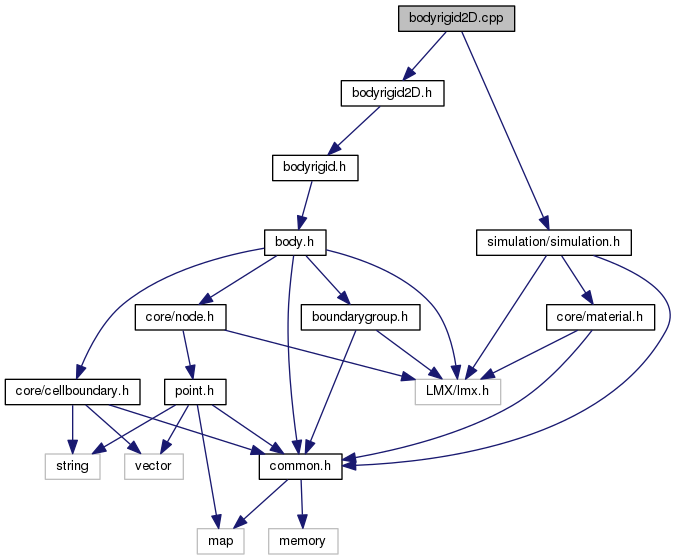 bodyrigid2D.cpp
bodyrigid2D.h
bodyrigid.h
body.h
simulation/simulation.h
core/node.h
boundarygroup.h
core/material.h
core/cellboundary.h
point.h
LMX/lmx.h
string
vector
common.h
map
memory